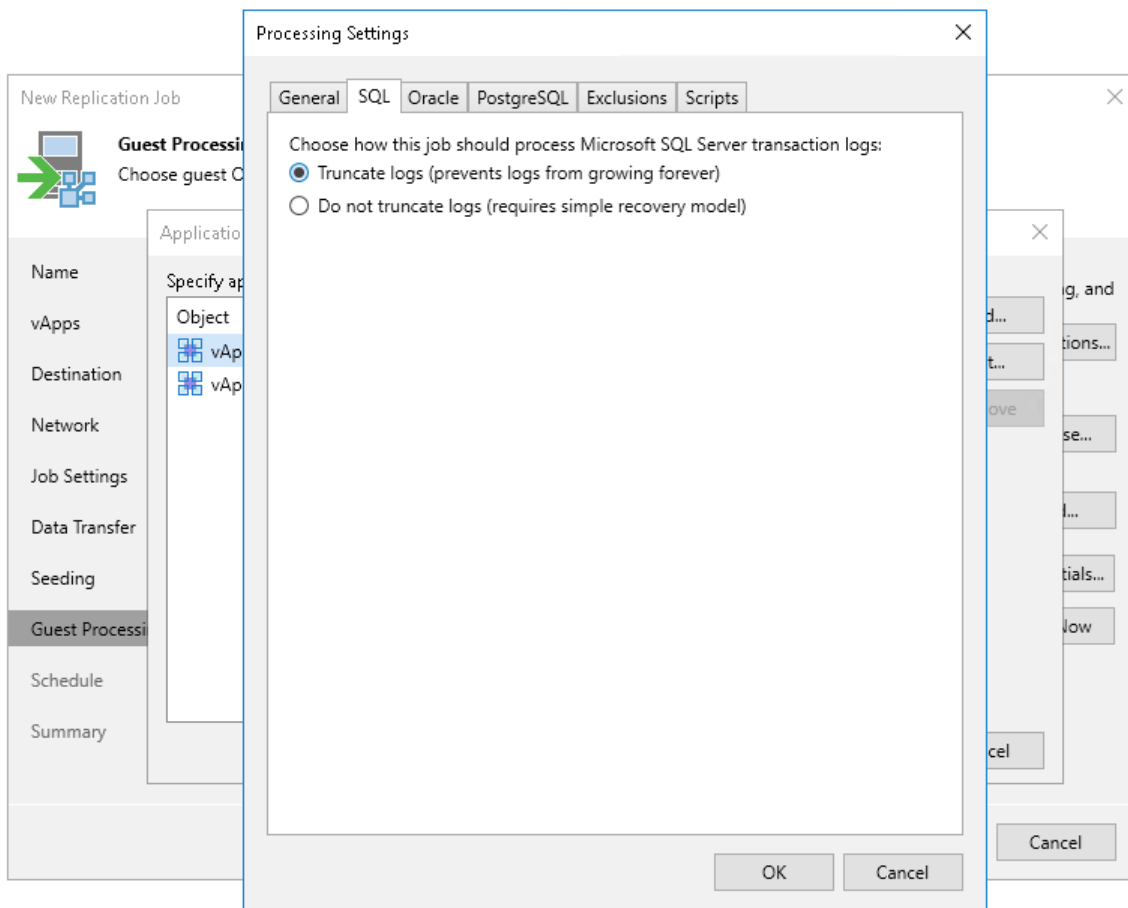 Processing Settings
New Replication Job
General
SQL
Oracle
PostgreSQL
Exclusions
Scripts
Guest Processi
Choose guest O
Choose how this job should process Microsoft SQL Server transaction logs:
Truncate logs (prevents logs from growing forever)
Do not truncate logs (requires simple recovery model)
Applicatio
Name
vApps
Destination
Network
Job Settings
Data Transfer
Seeding
Guest Processi
Schedule
Summary
Specify ap
Object
vAp
vAp
d...
t...
ove
cel
ng, and
tions...
se...
d...
tials...
Now
Cancel
OK
Cancel